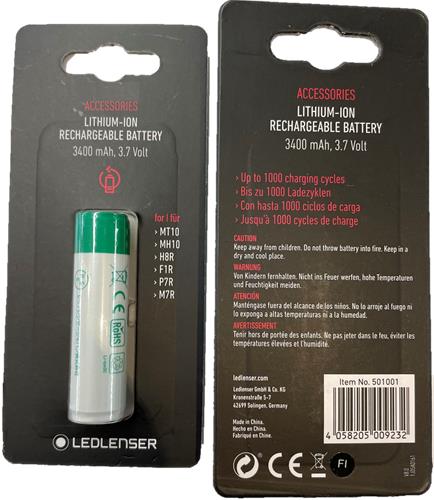 ACCESSORIES
LITHIUM-ION
RECHARGEABLE BATTERY
3400 mAh, 3.7 Volt
for | für
> MT10
> MH10
> H8R
> F1R
> P7R
> M7R
CE
RoHS
LEDLENSER
ACCESSORIES
LITHIUM-ION
RECHARGEABLE BATTERY
3400 mAh, 3.7 Volt
> Up to 1000 charging cycles
> Bis zu 1000 Ladezyklen
> Con hasta 1000 ciclos de carga
> Jusqu'à 1000 cycles de charge
CAUTION
Keep away from children. Do not throw battery into fire. Keep in a
dry and cool place.
WARNUNG
Von Kindern fernhalten. Nicht ins Feuer werfen, hohe Temperaturen
und Feuchtigkeit meiden.
ATENCIÓN
Manténgase fuera del alcance de los niños. No lo arroje al fuego ni
lo exponga a altas temperaturas ni a la humedad.
AVERTISSEMENT
Tenir hors de portée des enfants. Ne pas jeter dans le feu, éviter les
températures élevées et l'humidité.
ledlenser.com
Ledlenser GmbH & Co. KG
Kronenstraße 5-7
42699 Solingen, Germany
Made in China.
Hecho en China.
Fabriqué en Chine.
Item No. 501001
4 058205 009232
CE
FI